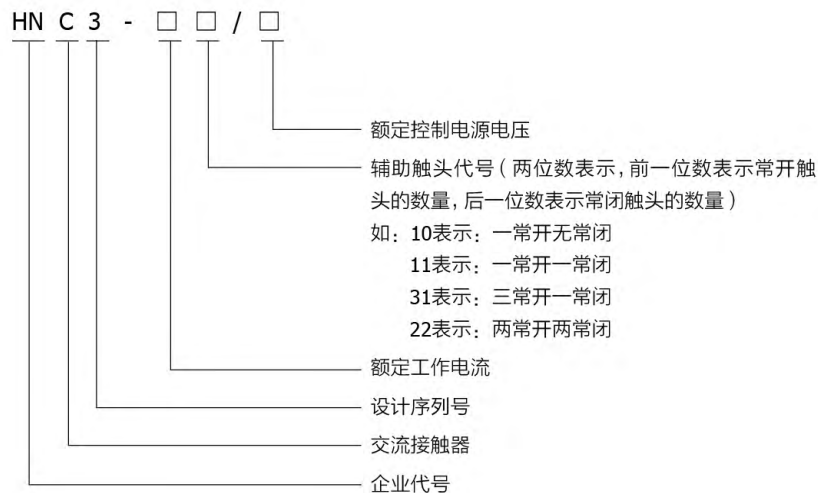 HN C 3 - □ □ / □
额定控制电源电压
辅助触头代号(两位数表示,前一位数表示常开触
头的数量,后一位数表示常闭触头的数量)
如:10表示:一常开无常闭
11表示:一常开一常闭
31表示:三常开一常闭
22表示:两常开两常闭
额定工作电流
设计序列号
交流接触器
企业代号